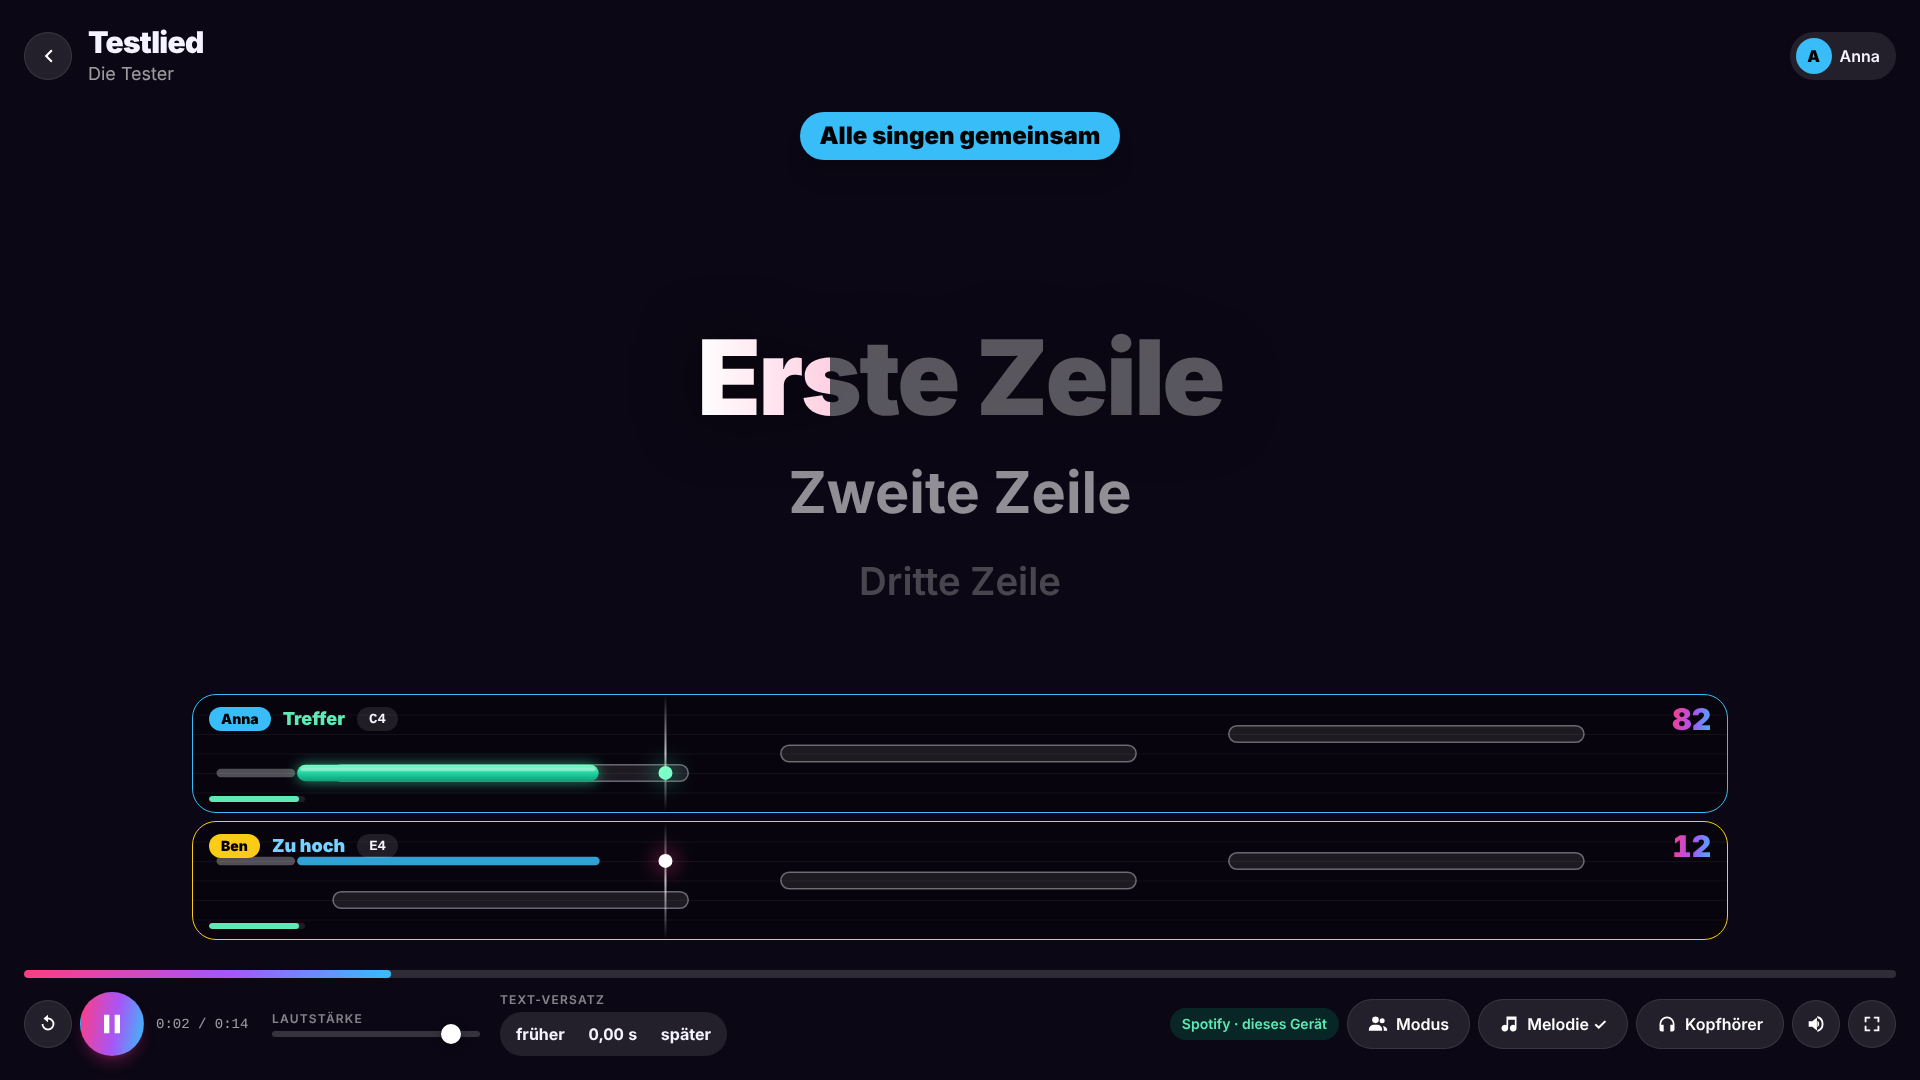 Testlied
Die Tester
A Anna
Alle singen gemeinsam
Erste Zeile
Zweite Zeile
Dritte Zeile
Anna Treffer C4 82
Ben Zu hoch E4 12
0:02 / 0:14
LAUTSTÄRKE
TEXT-VERSATZ
früher 0,00 s später
Spotify · dieses Gerät
Modus
Melodie ✓
Kopfhörer